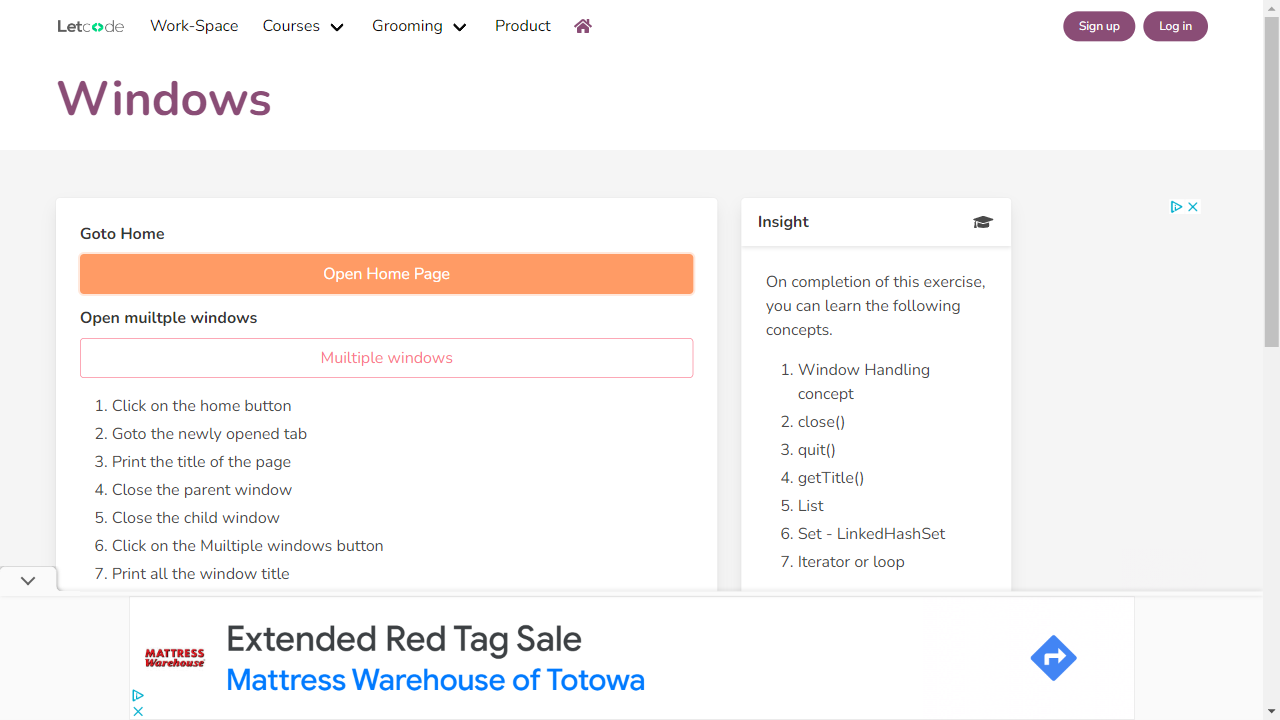 Letcode Work-Space Courses Grooming Product Sign up Log in
Windows
Goto Home
Open Home Page
Open muiltple windows
Muiltiple windows
1. Click on the home button
2. Goto the newly opened tab
3. Print the title of the page
4. Close the parent window
5. Close the child window
6. Click on the Muiltiple windows button
7. Print all the window title
Insight
On completion of this exercise,
you can learn the following
concepts.
1. Window Handling
concept
2. close()
3. quit()
4. getTitle()
5. List
6. Set - LinkedHashSet
7. Iterator or loop
MATTRESS
Warehouse
Extended Red Tag Sale
Mattress Warehouse of Totowa